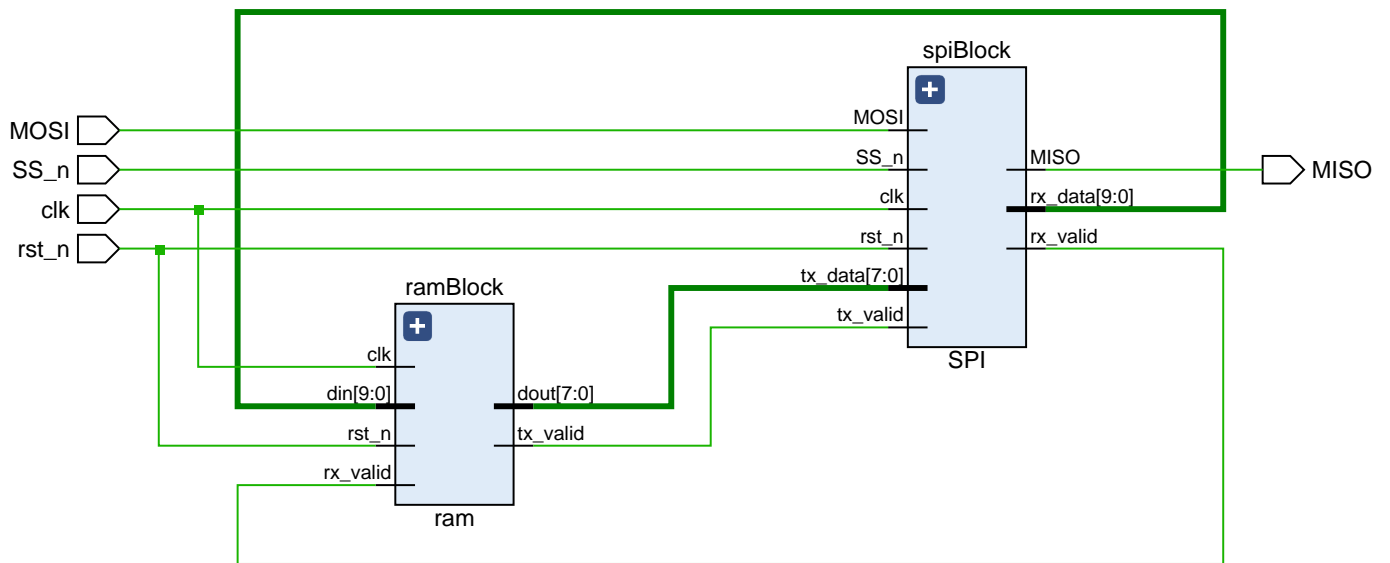 MOSI
SS_n
clk
rst_n
spiBlock
MOSI
SS_n
clk
rst_n
tx_data[7:0]
tx_valid
MISO
rx_data[9:0]
rx_valid
SPI
MISO
ramBlock
clk
din[9:0]
rst_n
rx_valid
dout[7:0]
tx_valid
ram